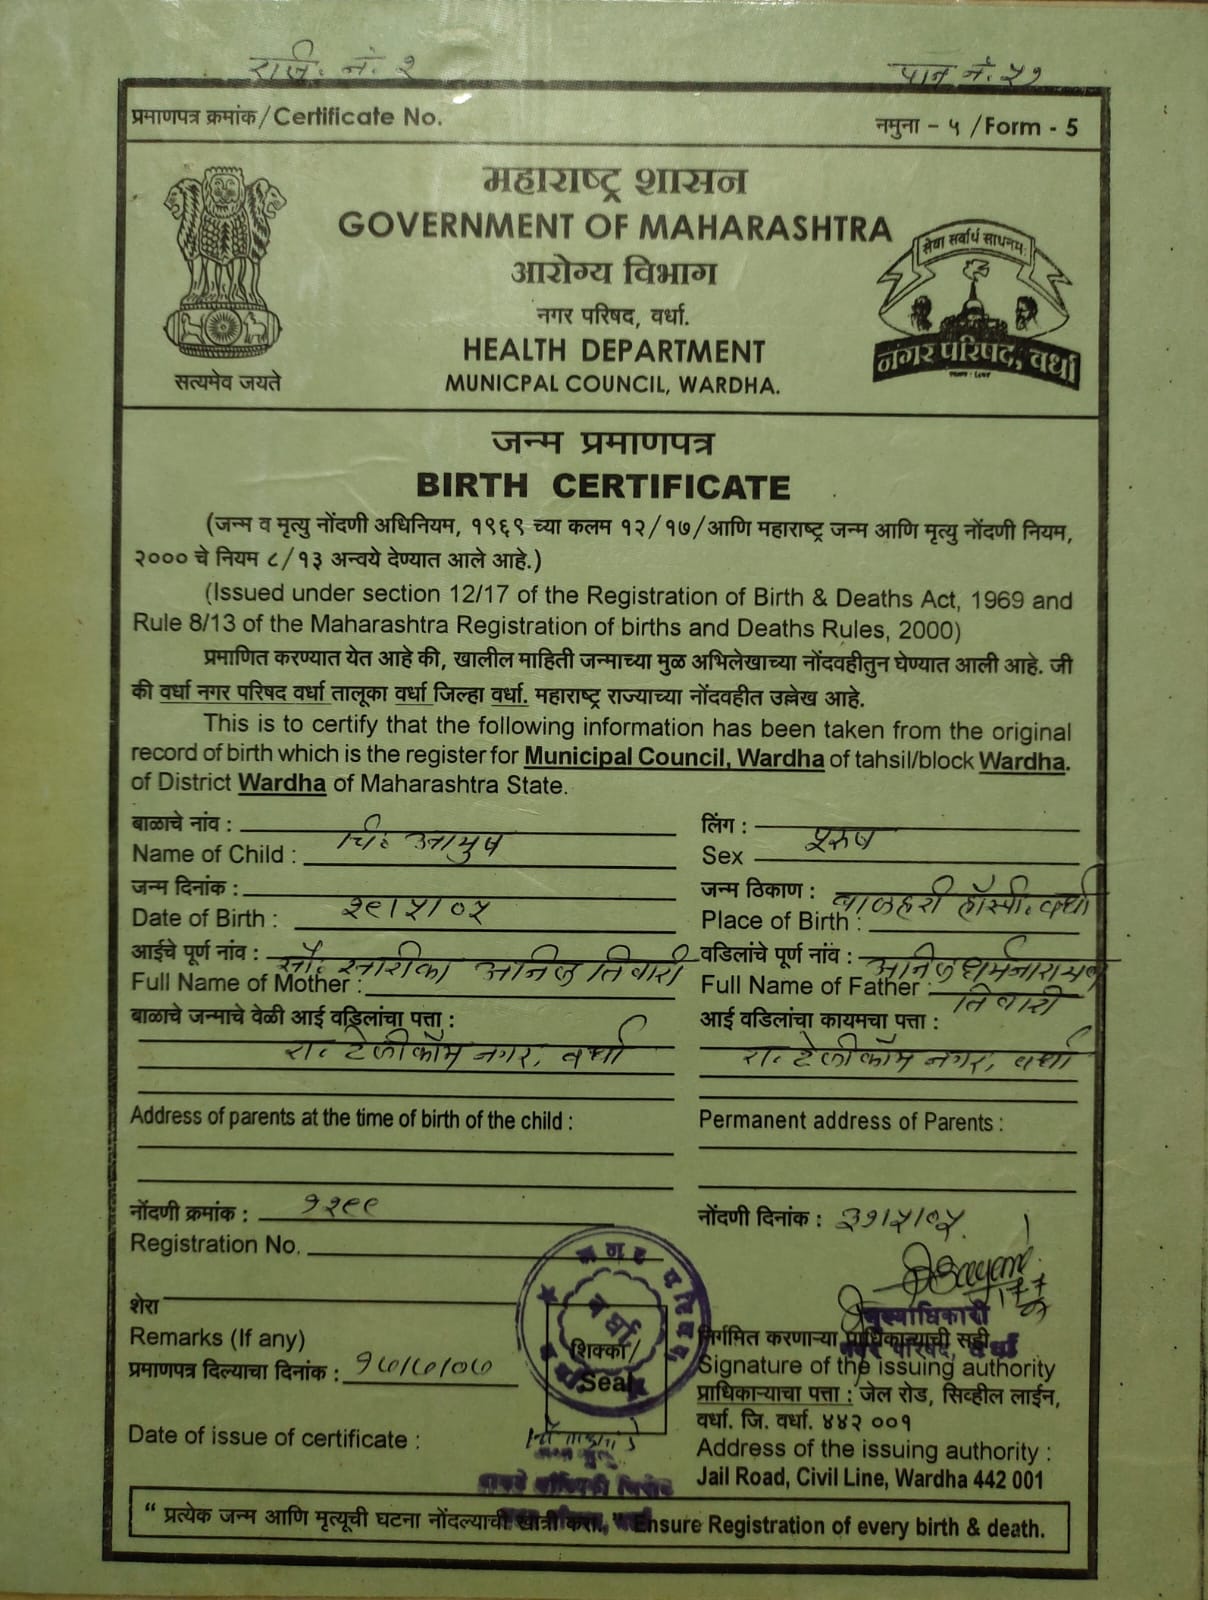 रजि. नं. २
पान नं. ५१
प्रमाणपत्र क्रमांक/Certificate No.
नमुना - ५ /Form - 5
महाराष्ट्र शासन
GOVERNMENT OF MAHARASHTRA
आरोग्य विभाग
नगर परिषद, वर्धा.
HEALTH DEPARTMENT
MUNICPAL COUNCIL, WARDHA.
सत्यमेव जयते
सेवा सर्वार्थ साधनम्
नगर परिषद, वर्धा
जन्म प्रमाणपत्र
BIRTH CERTIFICATE
(जन्म व मृत्यु नोंदणी अधिनियम, १९६९ च्या कलम १२/१७/आणि महाराष्ट्र जन्म आणि मृत्यु नोंदणी नियम,
२००० चे नियम ८/१३ अन्वये देण्यात आले आहे.)
(Issued under section 12/17 of the Registration of Birth & Deaths Act, 1969 and
Rule 8/13 of the Maharashtra Registration of births and Deaths Rules, 2000)
प्रमाणित करण्यात येत आहे की, खालील माहिती जन्माच्या मुळ अभिलेखाच्या नोंदवहीतुन घेण्यात आली आहे. जी
की वर्धा नगर परिषद वर्धा तालूका वर्धा जिल्हा वर्धा. महाराष्ट्र राज्याच्या नोंदवहीत उल्लेख आहे.
This is to certify that the following information has been taken from the original
record of birth which is the register for Municipal Council, Wardha of tahsil/block Wardha.
of District Wardha of Maharashtra State.
बाळाचे नांव : चि. आयुष
Name of Child :
लिंग : पुरुष
Sex
जन्म दिनांक : २९/५/०५
Date of Birth :
जन्म ठिकाण : हॉस्पी. वर्धा
Place of Birth :
आईचे पूर्ण नांव : सौ. सारीका अनिल तिवारी
Full Name of Mother :
वडिलांचे पूर्ण नांव : अनिल धर्मनारायण
Full Name of Father तिवारी
बाळाचे जन्माचे वेळी आई वडिलांचा पत्ता :
रा. टेलीकॉम नगर, वर्धा
आई वडिलांचा कायमचा पत्ता :
रा. टेलीकॉम नगर, वर्धा
Address of parents at the time of birth of the child :
Permanent address of Parents :
नोंदणी क्रमांक : १२९९
Registration No.
नोंदणी दिनांक : ३१/५/०५
शेरा
Remarks (If any)
प्रमाणपत्र दिल्याचा दिनांक : १७/७/०७
Date of issue of certificate :
नगर परिषद
वर्धा
शिक्का/
Seal
मुख्याधिकारी
नगर परिषद, वर्धा
निर्गमित करणाऱ्या प्राधिकाऱ्याची सही
Signature of the issuing authority
प्राधिकाऱ्याचा पत्ता : जेल रोड, सिव्हील लाईन,
वर्धा. जि. वर्धा. ४४२ ००१
Address of the issuing authority :
Jail Road, Civil Line, Wardha 442 001
“ प्रत्येक जन्म आणि मृत्यूची घटना नोंदल्याची खात्री करा. ” Ensure Registration of every birth & death.